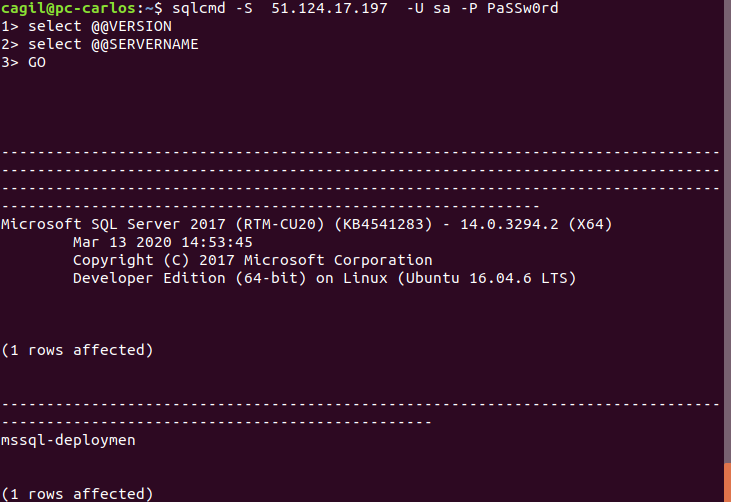 cagil@pc-carlos:~$ sqlcmd -S  51.124.17.197  -U sa -P PaSSw0rd
1> select @@VERSION
2> select @@SERVERNAME
3> GO
--------------------------------------------------------------------------------
--------------------------------------------------------------------------------
--------------------------------------------------------------------------------
------------------------------------------------------------
Microsoft SQL Server 2017 (RTM-CU20) (KB4541283) - 14.0.3294.2 (X64)
        Mar 13 2020 14:53:45
        Copyright (C) 2017 Microsoft Corporation
        Developer Edition (64-bit) on Linux (Ubuntu 16.04.6 LTS)
(1 rows affected)
--------------------------------------------------------------------------------
------------------------------------------------
mssql-deploymen
(1 rows affected)